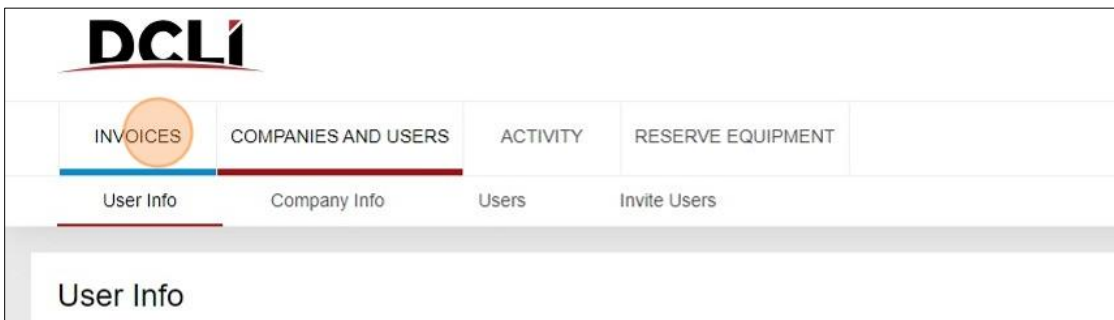 DCLI
INVOICES COMPANIES AND USERS ACTIVITY RESERVE EQUIPMENT
User Info Company Info Users Invite Users
User Info